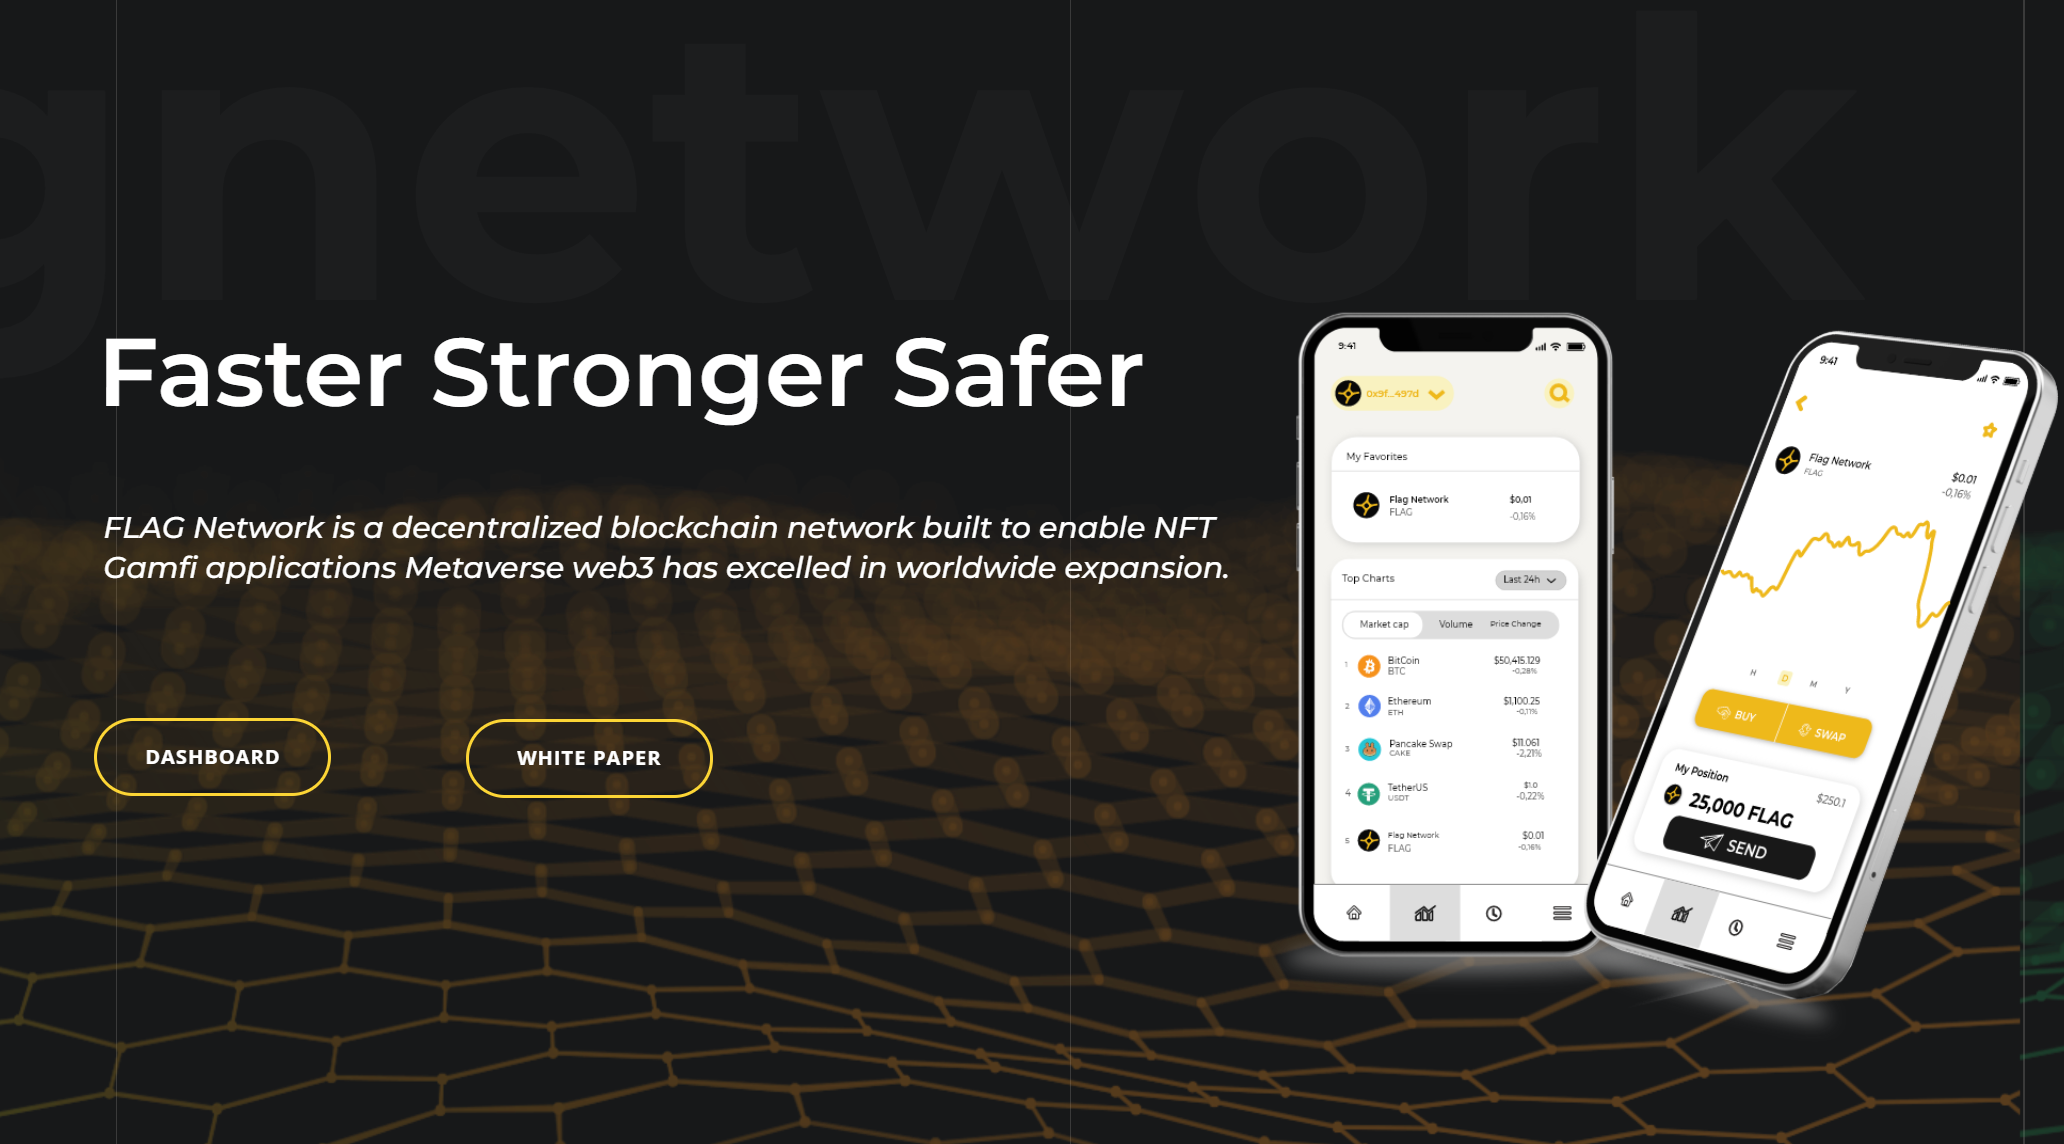 gnetwork
Faster Stronger Safer
FLAG Network is a decentralized blockchain network built to enable NFT
Gamfi applications Metaverse web3 has excelled in worldwide expansion.
DASHBOARD
WHITE PAPER
9:41
0x9f...497d
My Favorites
Flag Network $0,01
FLAG -0,16%
Top Charts Last 24h
Market cap Volume Price Change
1 BitCoin $50,415.129
BTC -0,28%
2 Ethereum $1,100.25
ETH -0,11%
3 Pancake Swap $11.061
CAKE -2,21%
4 TetherUS $1.0
USDT -0,22%
5 Flag Network $0.01
FLAG -0,16%
9:41
Flag Network $0.01
FLAG -0,16%
H D M Y
BUY SWAP
My Position $250.1
25,000 FLAG
SEND